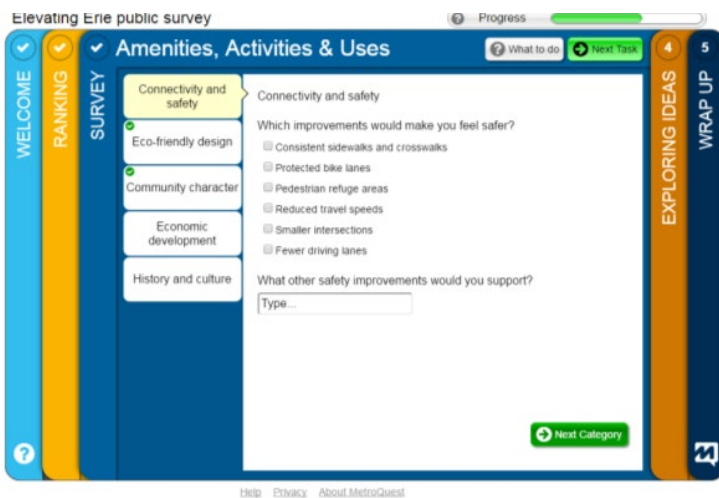 Elevating Erie public survey
Progress
WELCOME
RANKING
SURVEY
Amenities, Activities & Uses
What to do
Next Task
4
EXPLORING IDEAS
5
WRAP UP
Connectivity and
safety
Eco-friendly design
Community character
Economic
development
History and culture
Connectivity and safety
Which improvements would make you feel safer?
Consistent sidewalks and crosswalks
Protected bike lanes
Pedestrian refuge areas
Reduced travel speeds
Smaller intersections
Fewer driving lanes
What other safety improvements would you support?
Type...
Next Category
Help Privacy About MetroQuest